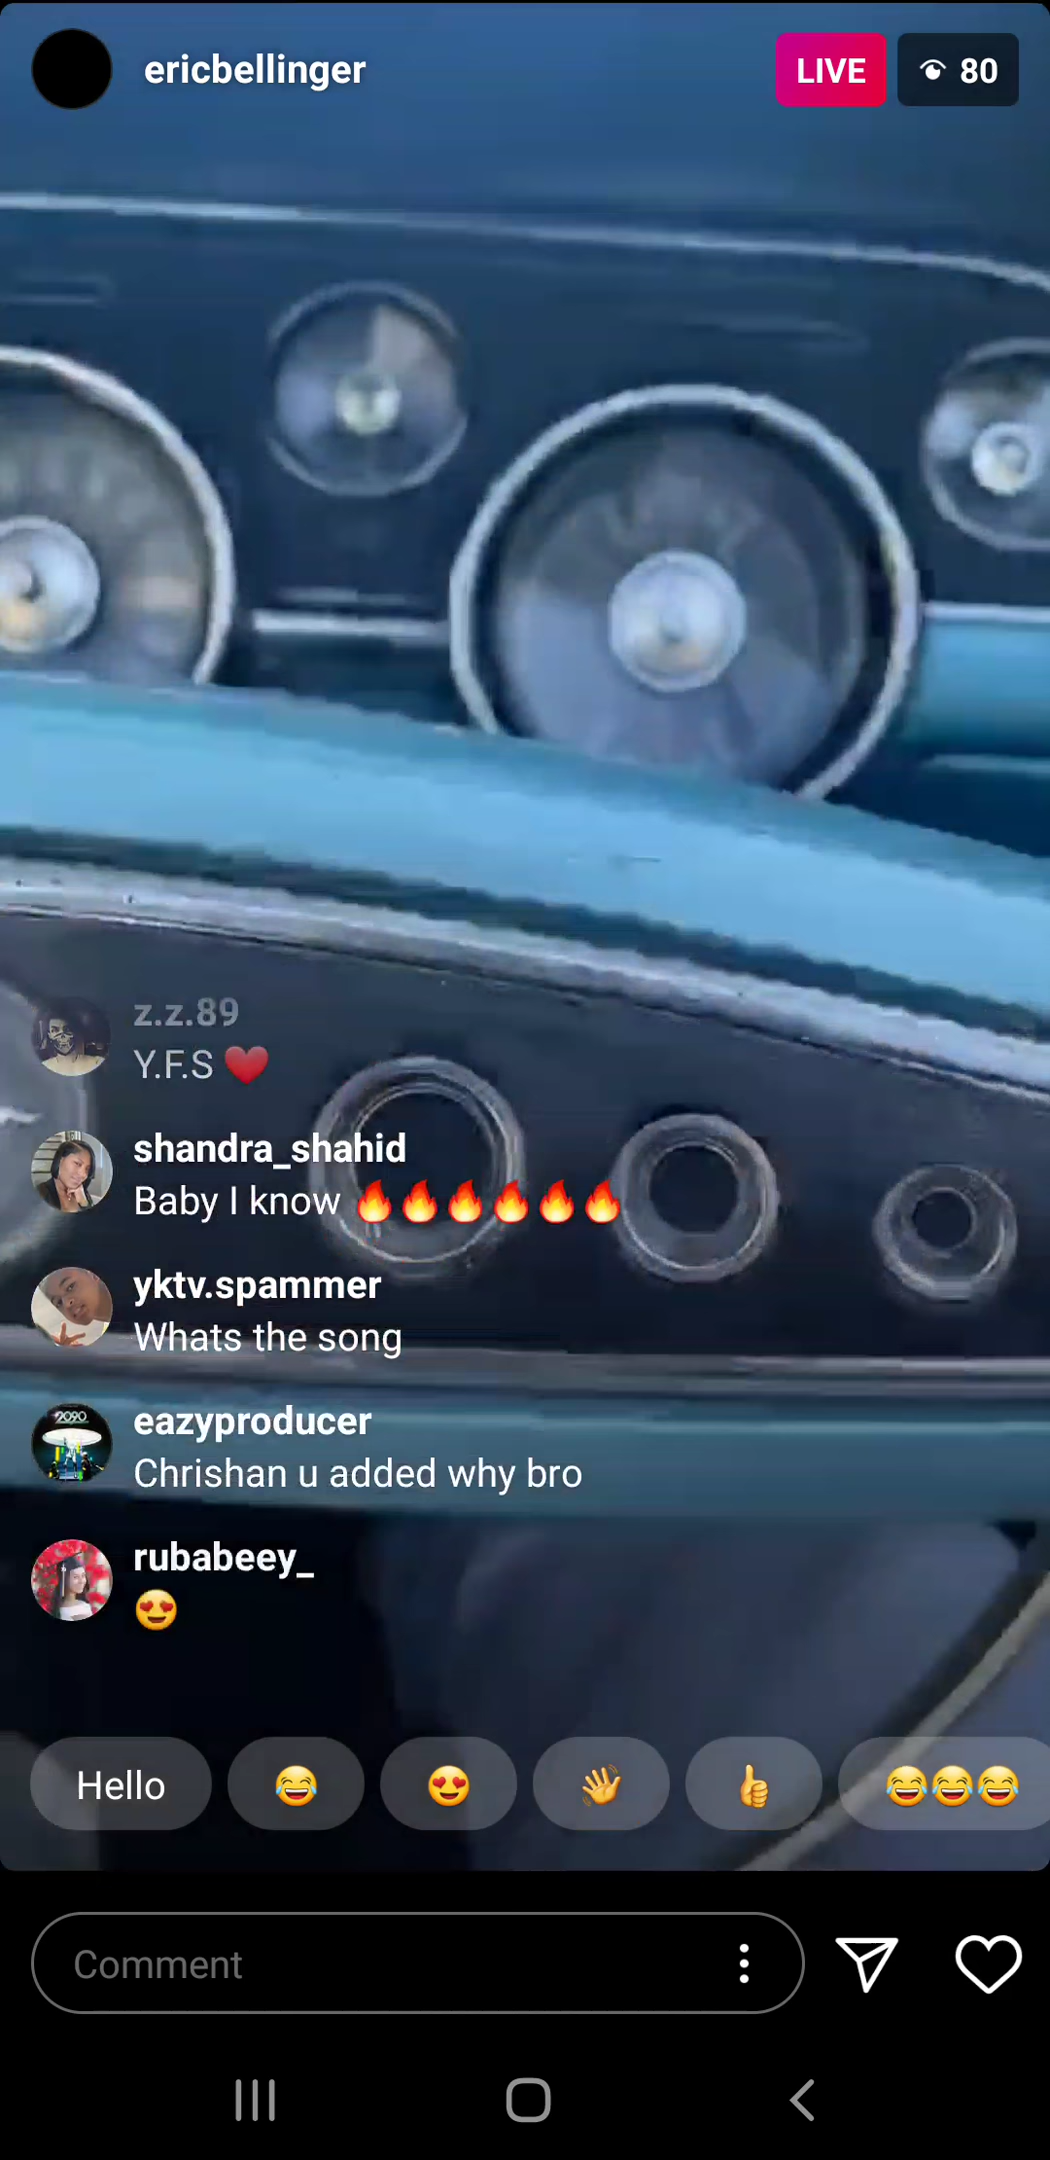 ericbellinger
LIVE
80
z.z.89
Y.F.S ❤️
shandra_shahid
Baby I know 🔥🔥🔥🔥🔥🔥
yktv.spammer
Whats the song
2090
eazyproducer
Chrishan u added why bro
rubabeey_
😍
Hello 😂 😍 👋 👍 😂😂😂
Comment